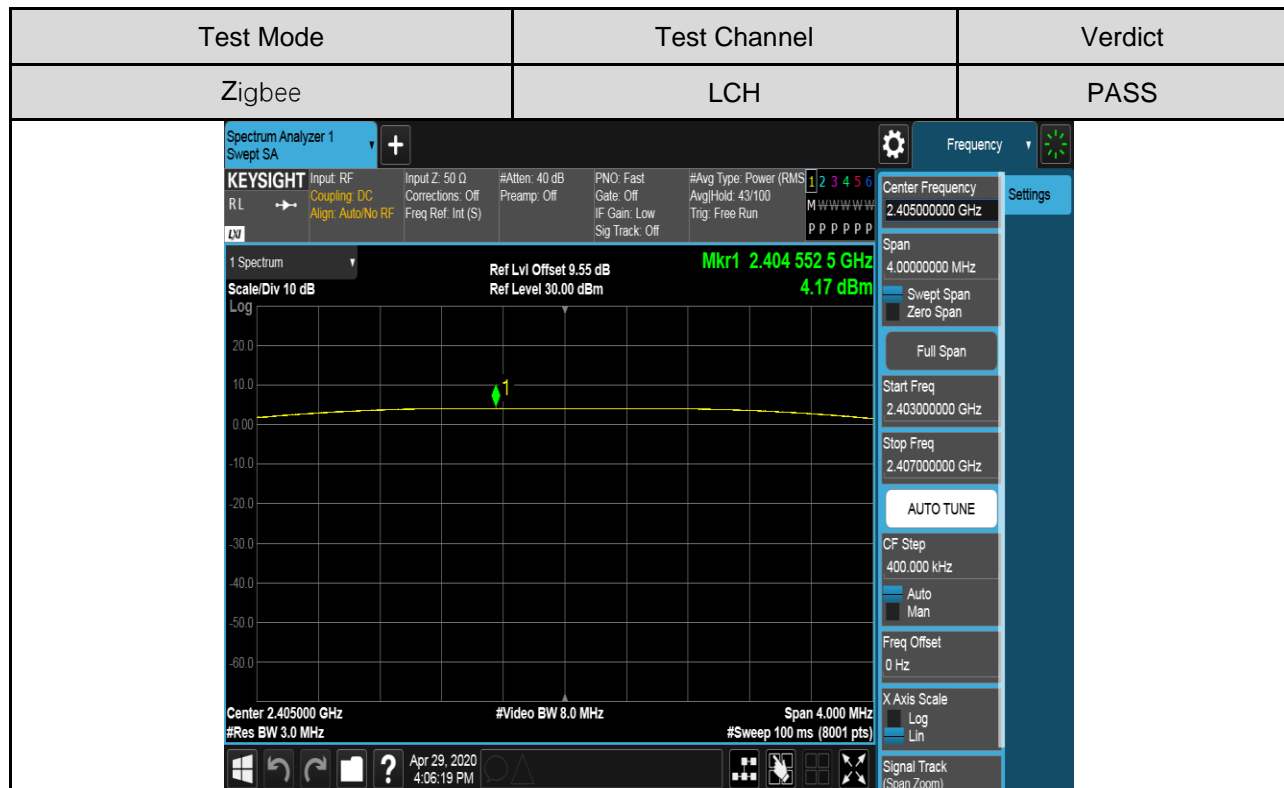 Test Mode
Test Channel
Verdict
Zigbee
LCH
PASS
Spectrum Analyzer 1
Swept SA
Frequency
KEYSIGHT
RL
LXI
Input: RF
Coupling: DC
Align: Auto/No RF
Input Z: 50 Ω
Corrections: Off
Freq Ref: Int (S)
#Atten: 40 dB
Preamp: Off
PNO: Fast
Gate: Off
IF Gain: Low
Sig Track: Off
#Avg Type: Power (RMS
Avg|Hold: 43/100
Trig: Free Run
1 2 3 4 5 6
M W W W W W
P P P P P P
1 Spectrum
Scale/Div 10 dB
Ref Lvl Offset 9.55 dB
Ref Level 30.00 dBm
Mkr1 2.404 552 5 GHz
4.17 dBm
Log
20.0
10.0
0.00
-10.0
-20.0
-30.0
-40.0
-50.0
-60.0
1
Center 2.405000 GHz
#Res BW 3.0 MHz
#Video BW 8.0 MHz
Span 4.000 MHz
#Sweep 100 ms (8001 pts)
Apr 29, 2020
4:06:19 PM
Center Frequency
2.405000000 GHz
Span
4.00000000 MHz
Swept Span
Zero Span
Full Span
Start Freq
2.403000000 GHz
Stop Freq
2.407000000 GHz
AUTO TUNE
CF Step
400.000 kHz
Auto
Man
Freq Offset
0 Hz
X Axis Scale
Log
Lin
Signal Track
(Span Zoom)
Settings